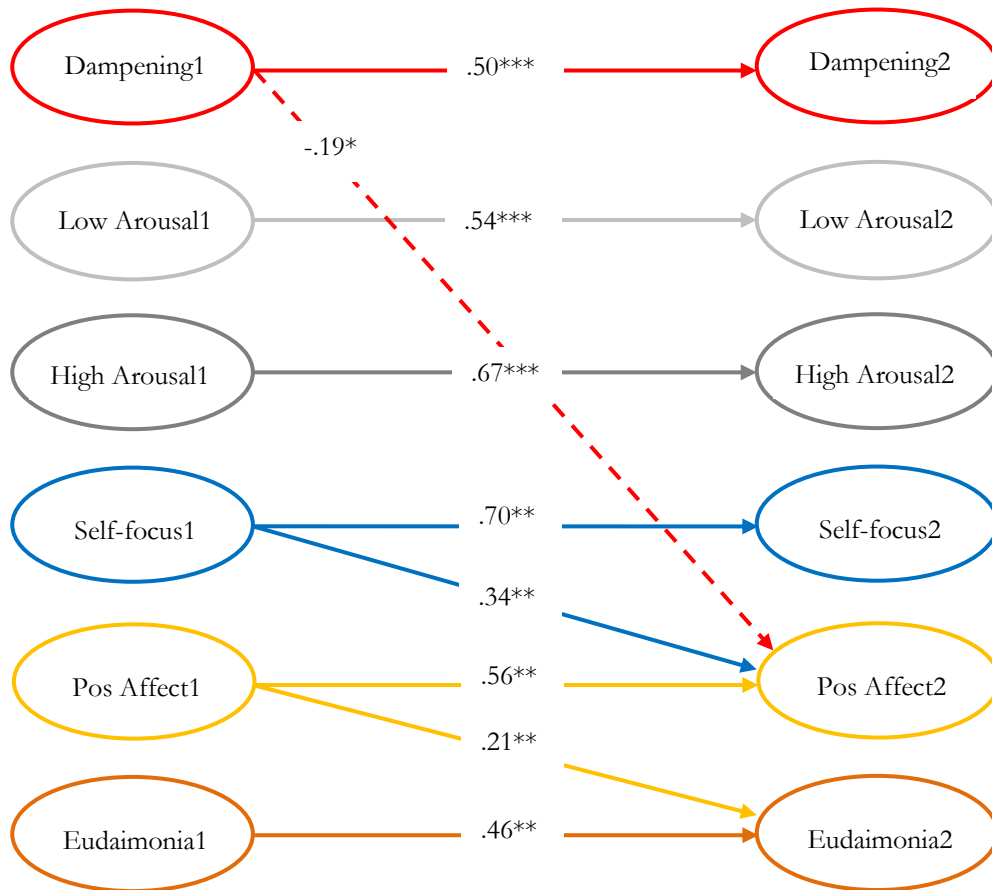 Dampening1
.50***
Dampening2
-.19*
Low Arousal1
.54***
Low Arousal2
High Arousal1
.67***
High Arousal2
Self-focus1
.70**
Self-focus2
.34**
Pos Affect1
.56**
Pos Affect2
.21**
Eudaimonia1
.46**
Eudaimonia2